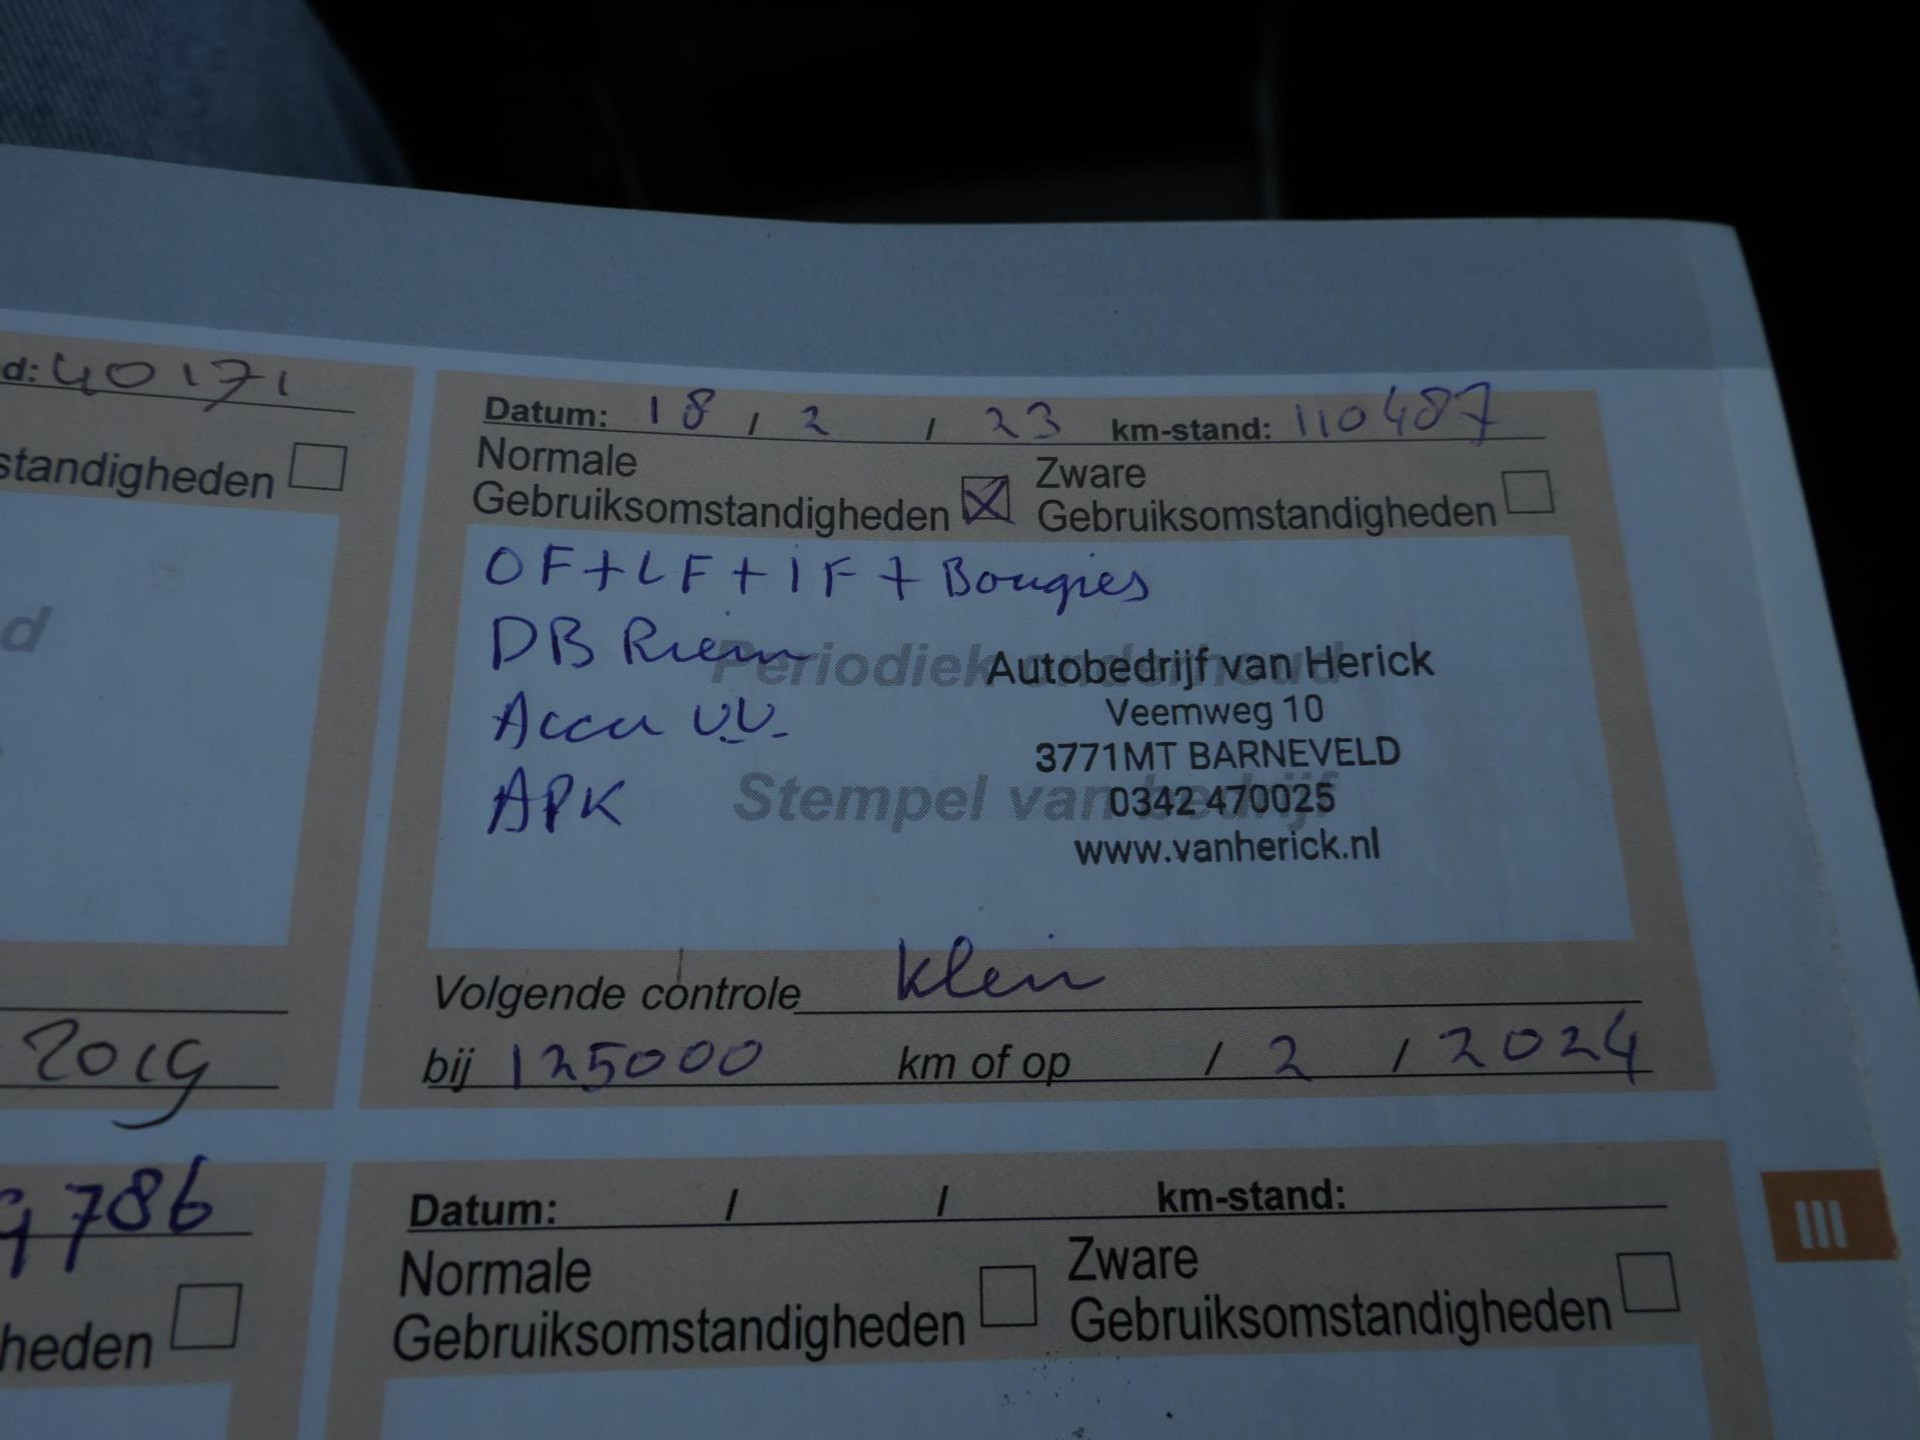 d: 40171
standigheden
d
2019
9786
heden
Datum: 18 / 2 / 23 km-stand: 110487
Normale Gebruiksomstandigheden
Zware Gebruiksomstandigheden
OF+LF+IF+Bougies
DB Riem
Accu V.V.
APK
Periodiek onderhoud
Stempel van bedrijf
Autobedrijf van Herick
Veemweg 10
3771MT BARNEVELD
0342 470025
www.vanherick.nl
Volgende controle Klein
bij 125000 km of op / 2 / 2024
Datum: / / km-stand:
Normale Gebruiksomstandigheden
Zware Gebruiksomstandigheden
III